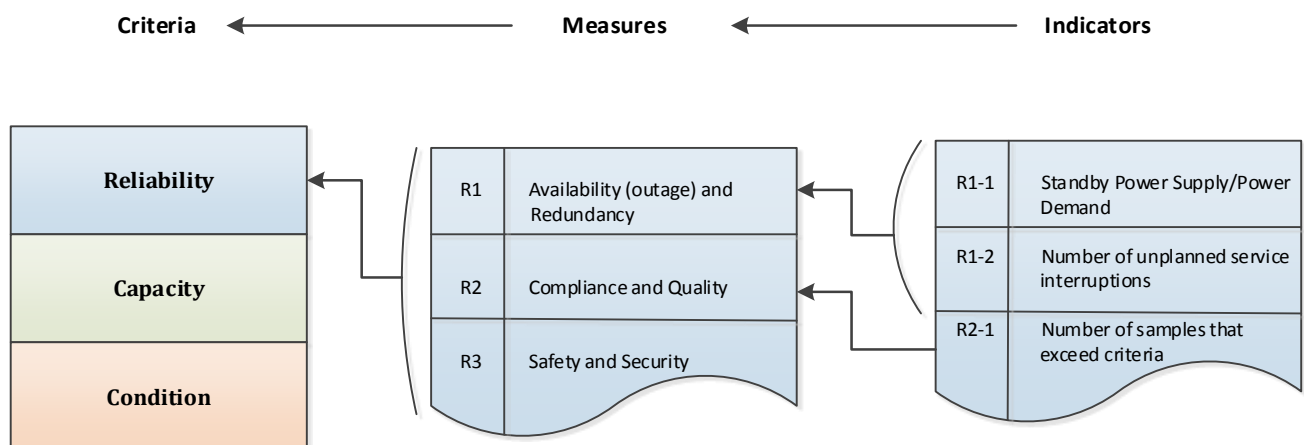 Criteria
Measures
Indicators
Reliability
Capacity
Condition
R1
Availability (outage) and
Redundancy
R2
Compliance and Quality
R3
Safety and Security
R1-1
Standby Power Supply/Power
Demand
R1-2
Number of unplanned service
interruptions
R2-1
Number of samples that
exceed criteria